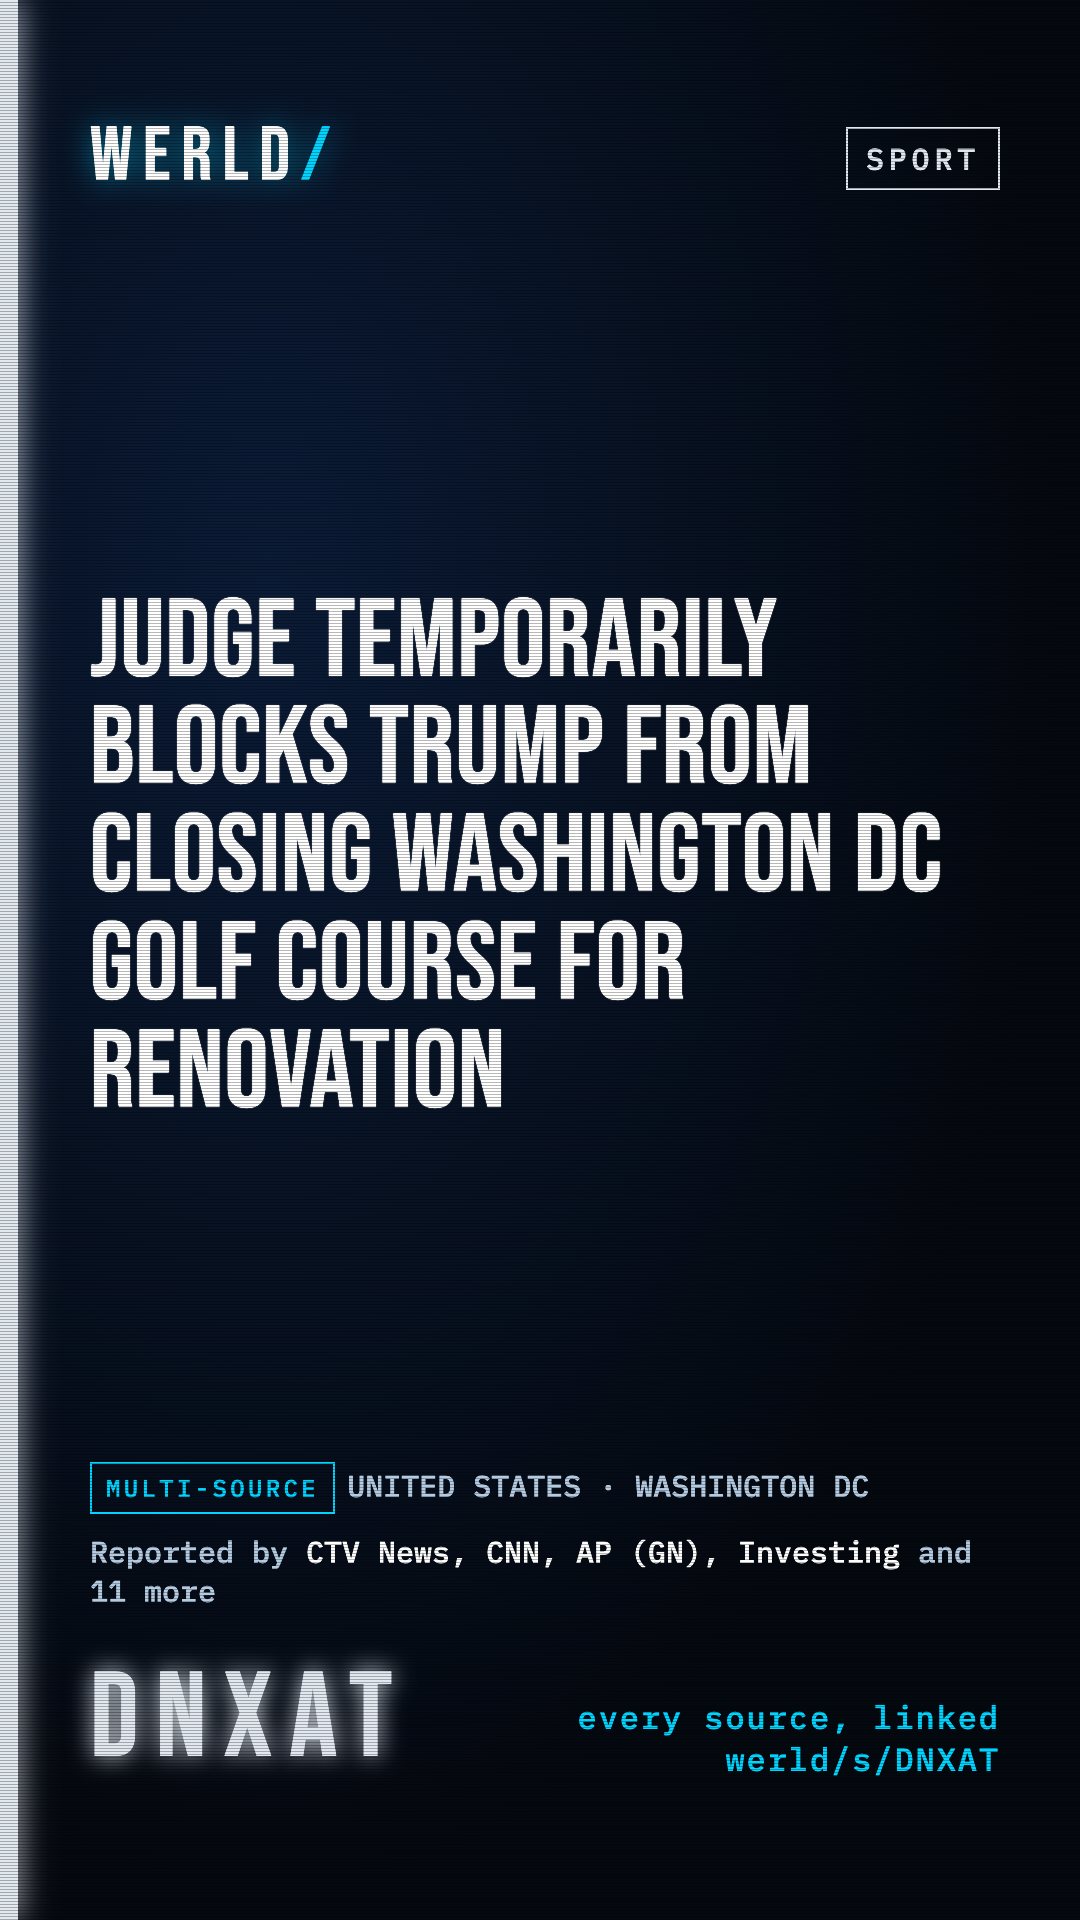 WERLD/
SPORT
JUDGE TEMPORARILY
BLOCKS TRUMP FROM
CLOSING WASHINGTON DC
GOLF COURSE FOR
RENOVATION
MULTI-SOURCE UNITED STATES · WASHINGTON DC
Reported by CTV News, CNN, AP (GN), Investing and
11 more
DNXAT
every source, linked
werld/s/DNXAT